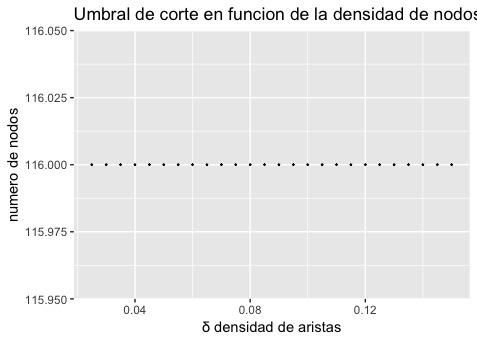 Umbral de corte en funcion de la densidad de nodos
116.050
116.025
116.000
115.975
115.950
numero de nodos
0.04
0.08
0.12
δ densidad de aristas